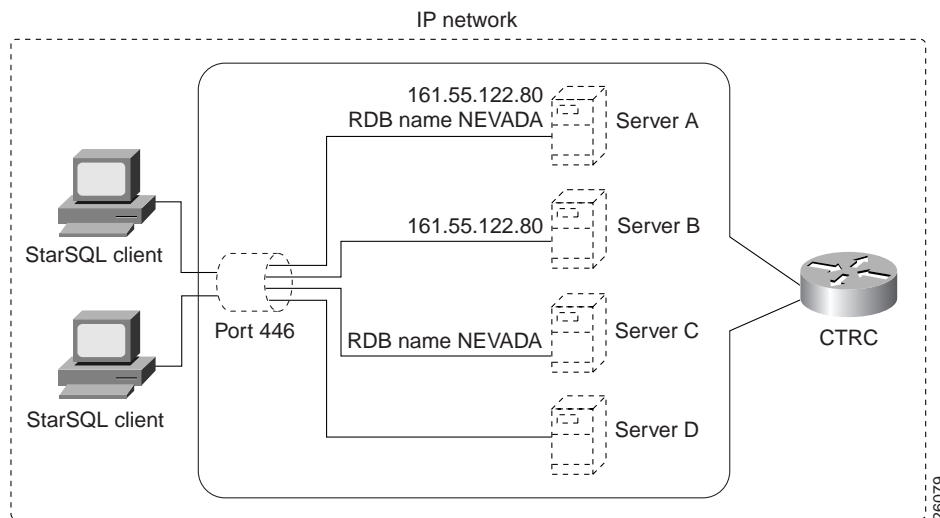 IP network
161.55.122.80
RDB name NEVADA
Server A
StarSQL client
161.55.122.80
Server B
Port 446
RDB name NEVADA
Server C
CTRC
StarSQL client
Server D
26079